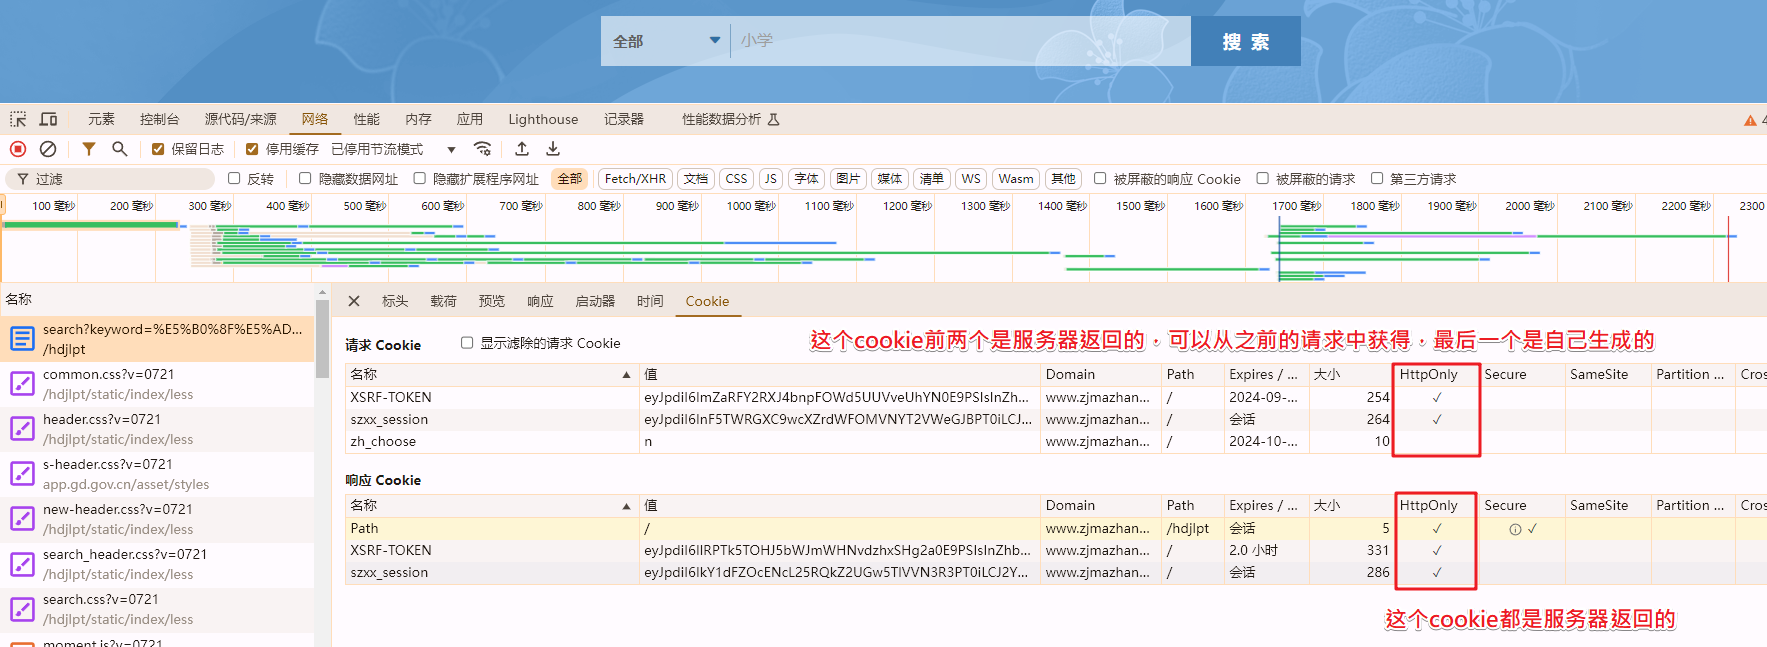 全部 小学 搜 索
元素 控制台 源代码/来源 网络 性能 内存 应用 Lighthouse 记录器 性能数据分析 4
保留日志 停用缓存 已停用节流模式
过滤 反转 隐藏数据网址 隐藏扩展程序网址 全部 Fetch/XHR 文档 CSS JS 字体 图片 媒体 清单 WS Wasm 其他 被屏蔽的响应 Cookie 被屏蔽的请求 第三方请求
100 毫秒 200 毫秒 300 毫秒 400 毫秒 500 毫秒 600 毫秒 700 毫秒 800 毫秒 900 毫秒 1000 毫秒 1100 毫秒 1200 毫秒 1300 毫秒 1400 毫秒 1500 毫秒 1600 毫秒 1700 毫秒 1800 毫秒 1900 毫秒 2000 毫秒 2100 毫秒 2200 毫秒 2300
名称
search?keyword=%E5%B0%8F%E5%AD...
/hdjlpt
common.css?v=0721
/hdjlpt/static/index/less
header.css?v=0721
/hdjlpt/static/index/less
s-header.css?v=0721
app.gd.gov.cn/asset/styles
new-header.css?v=0721
/hdjlpt/static/index/less
search_header.css?v=0721
/hdjlpt/static/index/less
search.css?v=0721
/hdjlpt/static/index/less
moment.js?v=0721
标头 载荷 预览 响应 启动器 时间 Cookie
请求 Cookie 显示滤除的请求 Cookie
这个cookie前两个是服务器返回的，可以从之前的请求中获得，最后一个是自己生成的
名称 值 Domain Path Expires / ... 大小 HttpOnly Secure SameSite Partition ... Cros
XSRF-TOKEN eyJpdiI6ImZaRFY2RXJ4bnpFOWd5UUVveUhYN0E9PSIsInZh... www.zjmazhan... / 2024-09-... 254 ✓
szxx_session eyJpdiI6InF5TWRGXC9wcXZrdWFOMVNYT2VWeGJBPT0iLCJ... www.zjmazhan... / 会话 264 ✓
zh_choose n www.zjmazhan... / 2024-10-... 10
响应 Cookie
名称 值 Domain Path Expires / ... 大小 HttpOnly Secure SameSite Partition ... Cros
Path / www.zjmazhan... /hdjlpt 会话 5 ✓ ✓
XSRF-TOKEN eyJpdiI6IlRPTk5TOHJ5bWJmWHNvdzhxSHg2a0E9PSIsInZhb... www.zjmazhan... / 2.0 小时 331 ✓
szxx_session eyJpdiI6IkY1dFZOcENcL25RQkZ2UGw5TlVVN3R3PT0iLCJ2Y... www.zjmazhan... / 会话 286 ✓
这个cookie都是服务器返回的